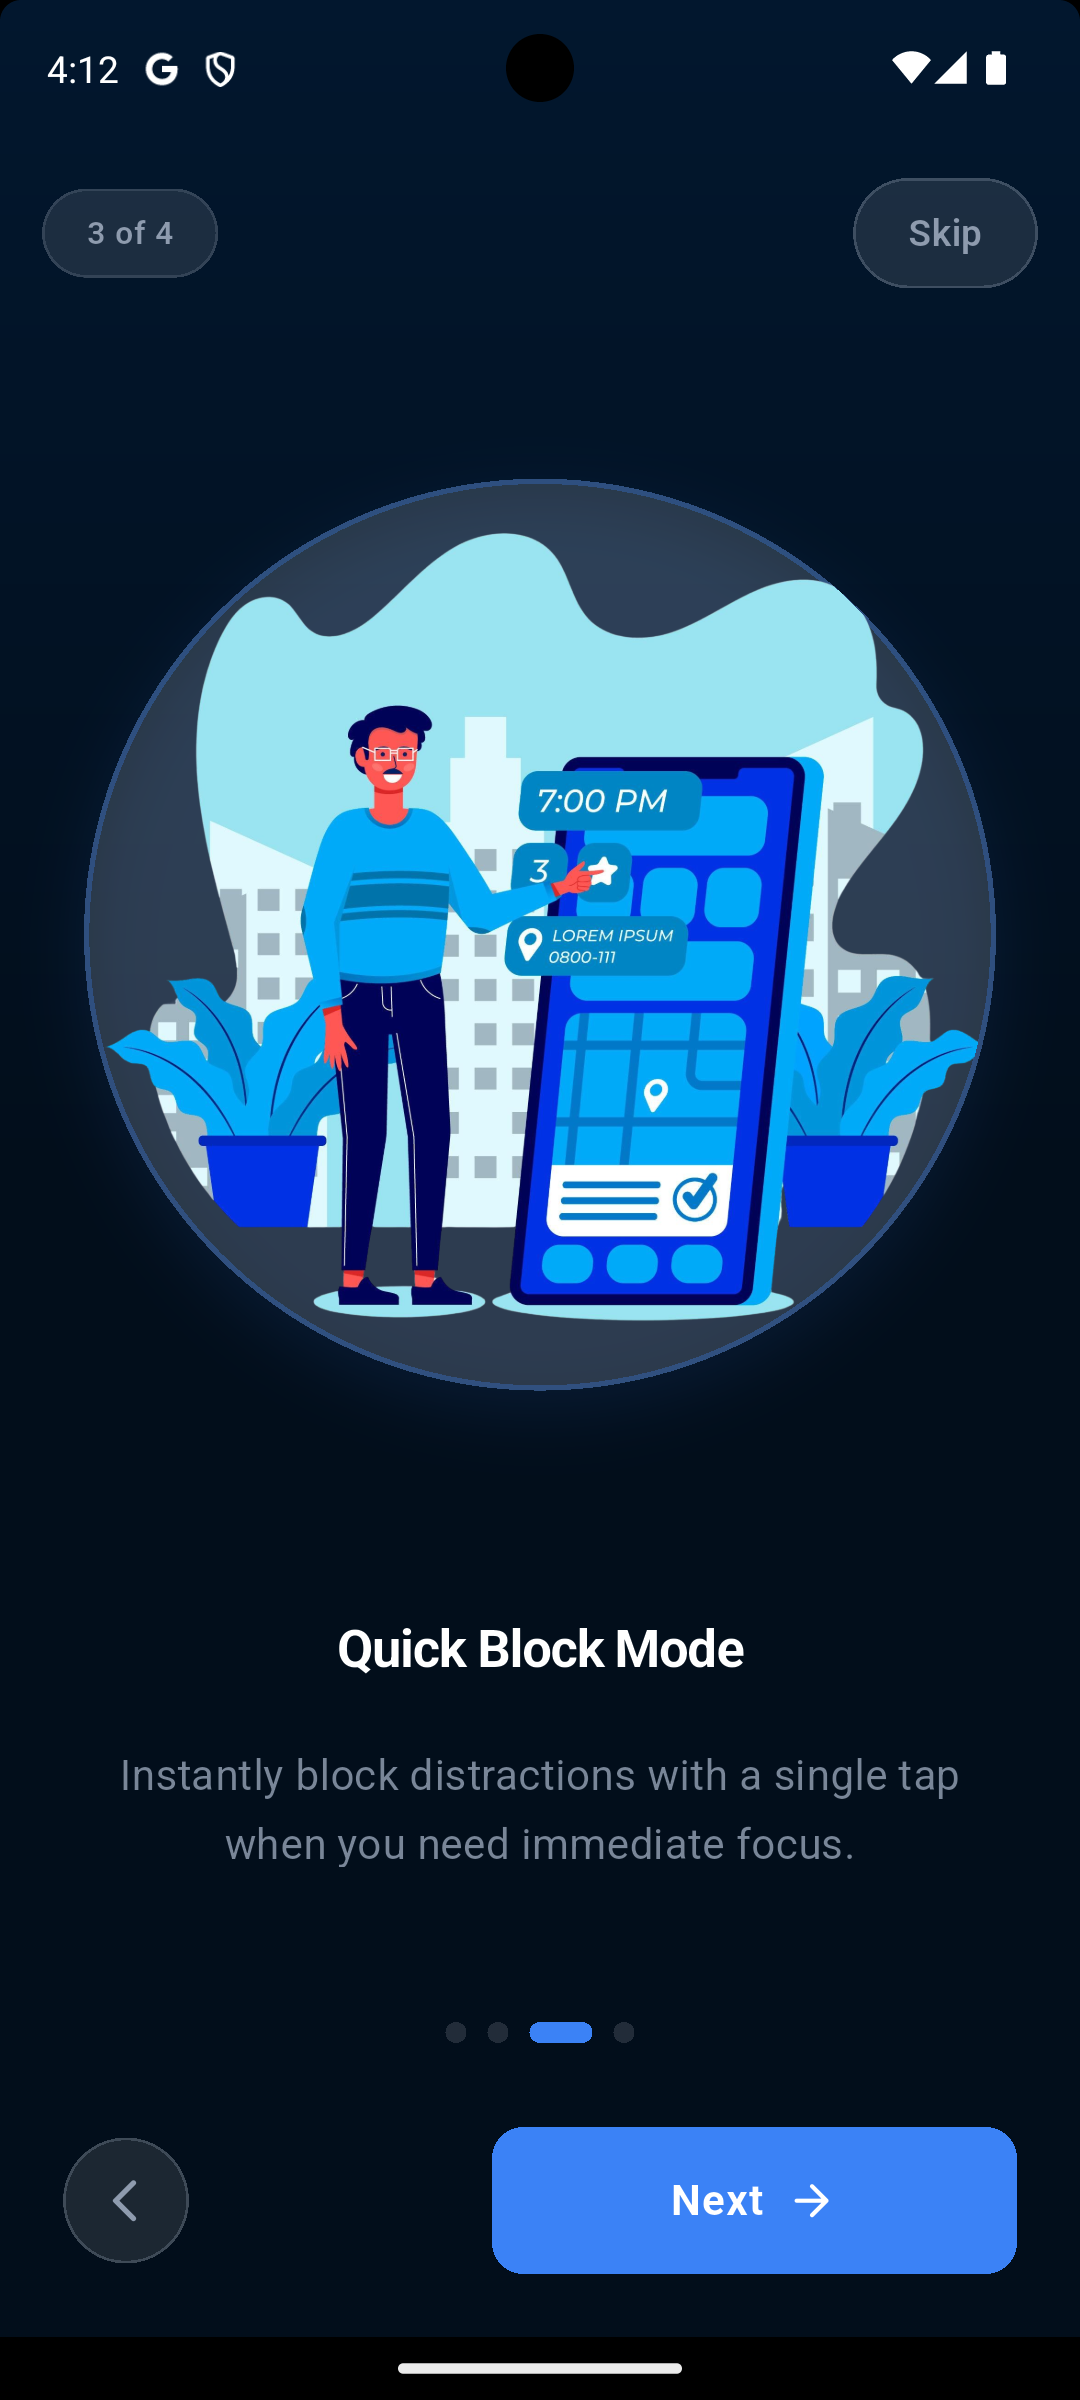 4:12
3 of 4
Skip
7:00 PM
3
LOREM IPSUM
0800-111
Quick Block Mode
Instantly block distractions with a single tap
when you need immediate focus.
Next